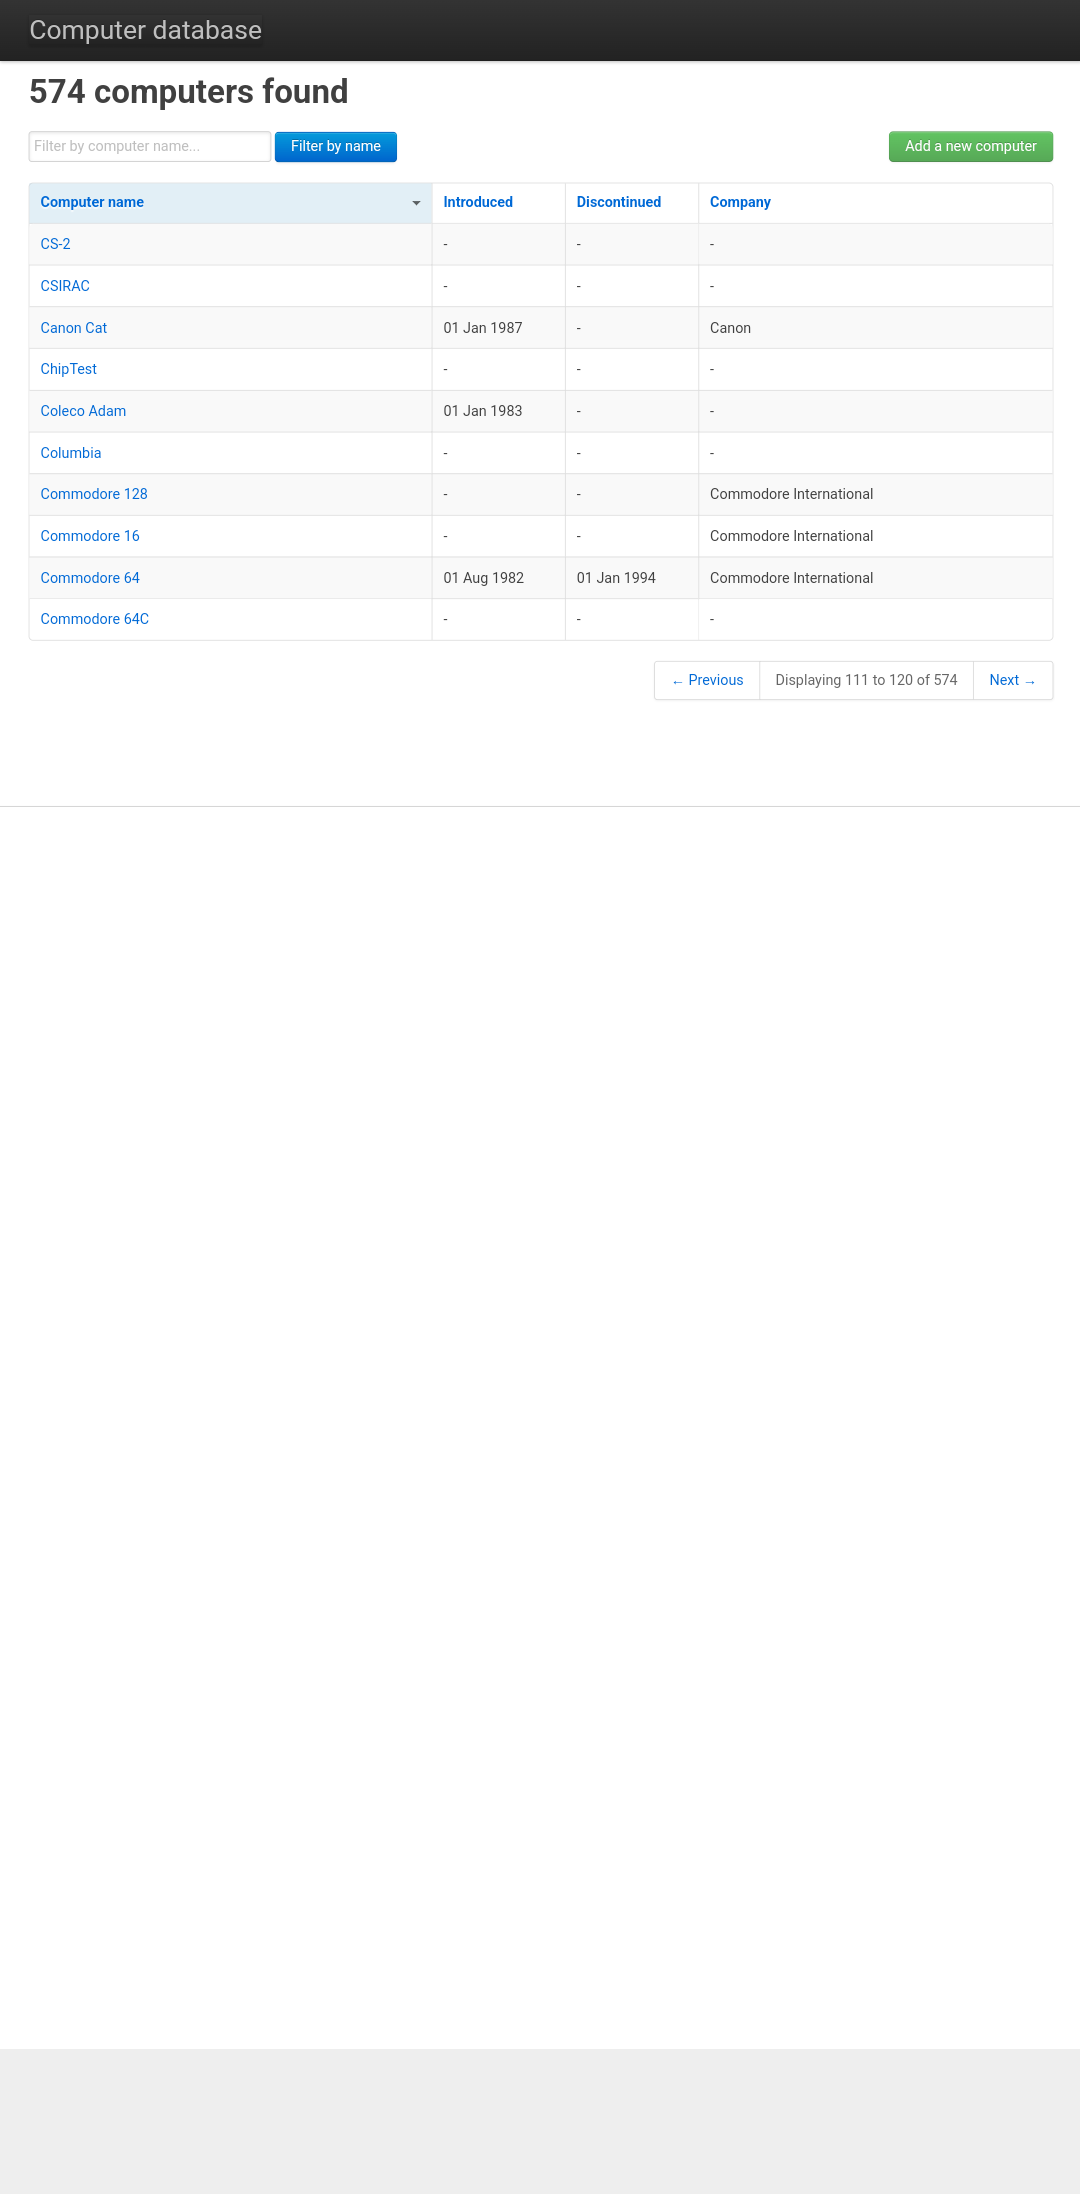 Computer database
574 computers found
Filter by computer name... Filter by name Add a new computer
Computer name Introduced Discontinued Company
CS-2 - - -
CSIRAC - - -
Canon Cat 01 Jan 1987 - Canon
ChipTest - - -
Coleco Adam 01 Jan 1983 - -
Columbia - - -
Commodore 128 - - Commodore International
Commodore 16 - - Commodore International
Commodore 64 01 Aug 1982 01 Jan 1994 Commodore International
Commodore 64C - - -
← Previous Displaying 111 to 120 of 574 Next →